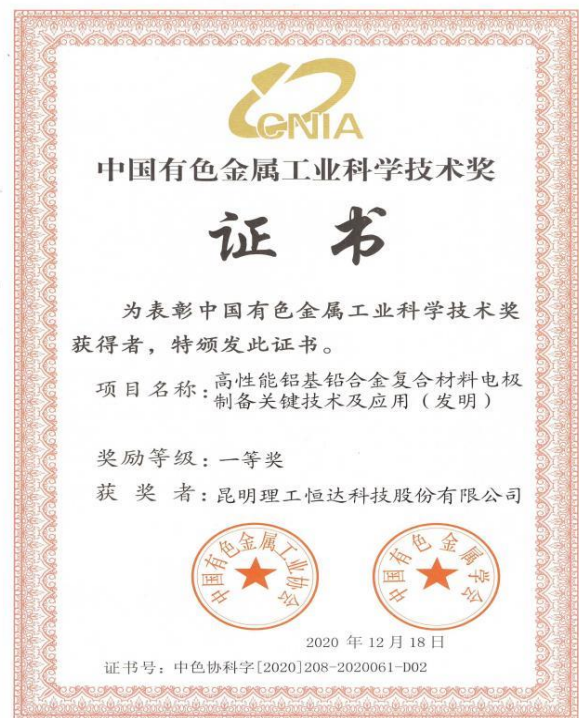 CNIA
中国有色金属工业科学技术奖
证 书
为表彰中国有色金属工业科学技术奖
获得者，特颁发此证书。
项目名称：高性能铝基铅合金复合材料电极
制备关键技术及应用（发明）
奖励等级：一等奖
获 奖 者：昆明理工恒达科技股份有限公司
中国有色金属工业协会
中国有色金属学会
2020 年 12 月 18 日
证书号：中色协科字[2020]208-2020061-D02